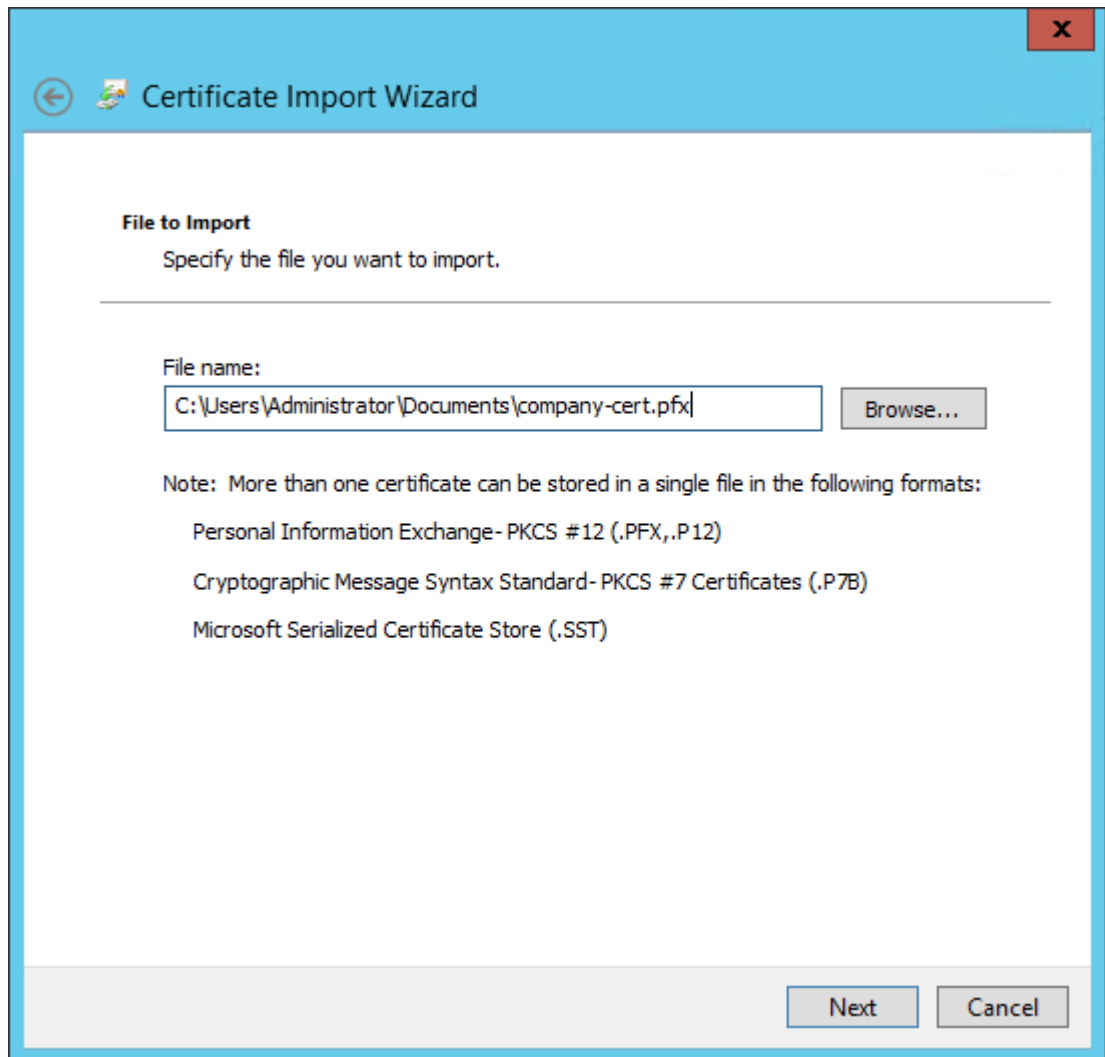 x
Certificate Import Wizard
File to Import
Specify the file you want to import.
File name:
C:\Users\Administrator\Documents\company-cert.pfx
Browse...
Note: More than one certificate can be stored in a single file in the following formats:
Personal Information Exchange- PKCS #12 (.PFX,.P12)
Cryptographic Message Syntax Standard- PKCS #7 Certificates (.P7B)
Microsoft Serialized Certificate Store (.SST)
Next
Cancel